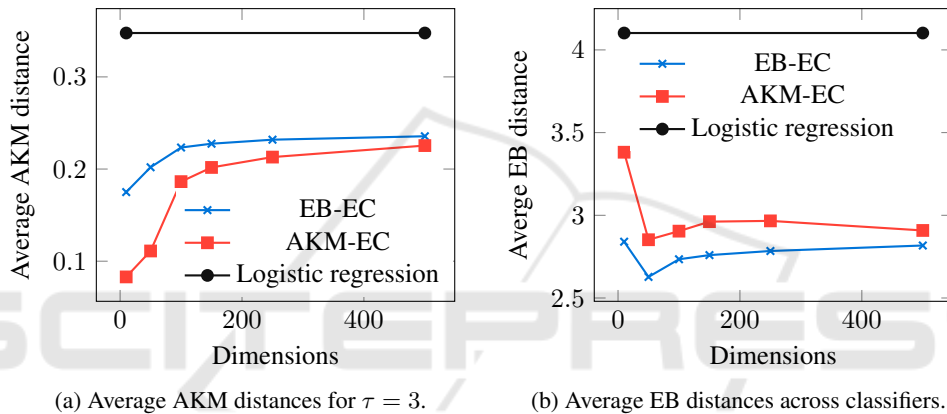 Average AKM distance
0.3
0.2
0.1
EB-EC
AKM-EC
Logistic regression
0
200
400
Dimensions
(a) Average AKM distances for τ = 3.
Averge EB distance
4
3.5
3
2.5
EB-EC
AKM-EC
Logistic regression
0
200
400
Dimensions
(b) Average EB distances across classifiers.